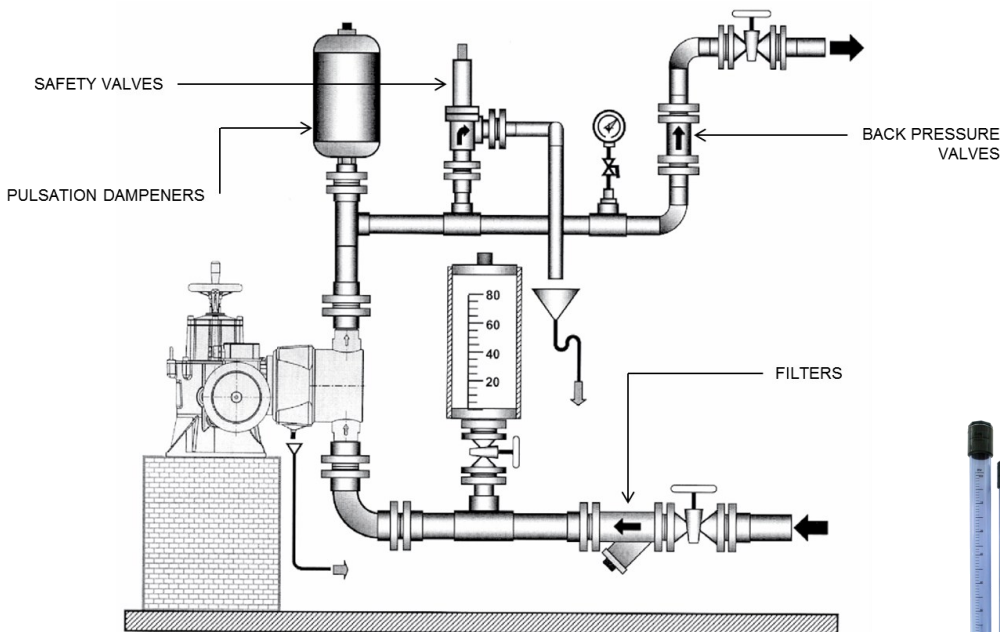 SAFETY VALVES
BACK PRESSURE
VALVES
PULSATION DAMPENERS
80
60
40
20
FILTERS